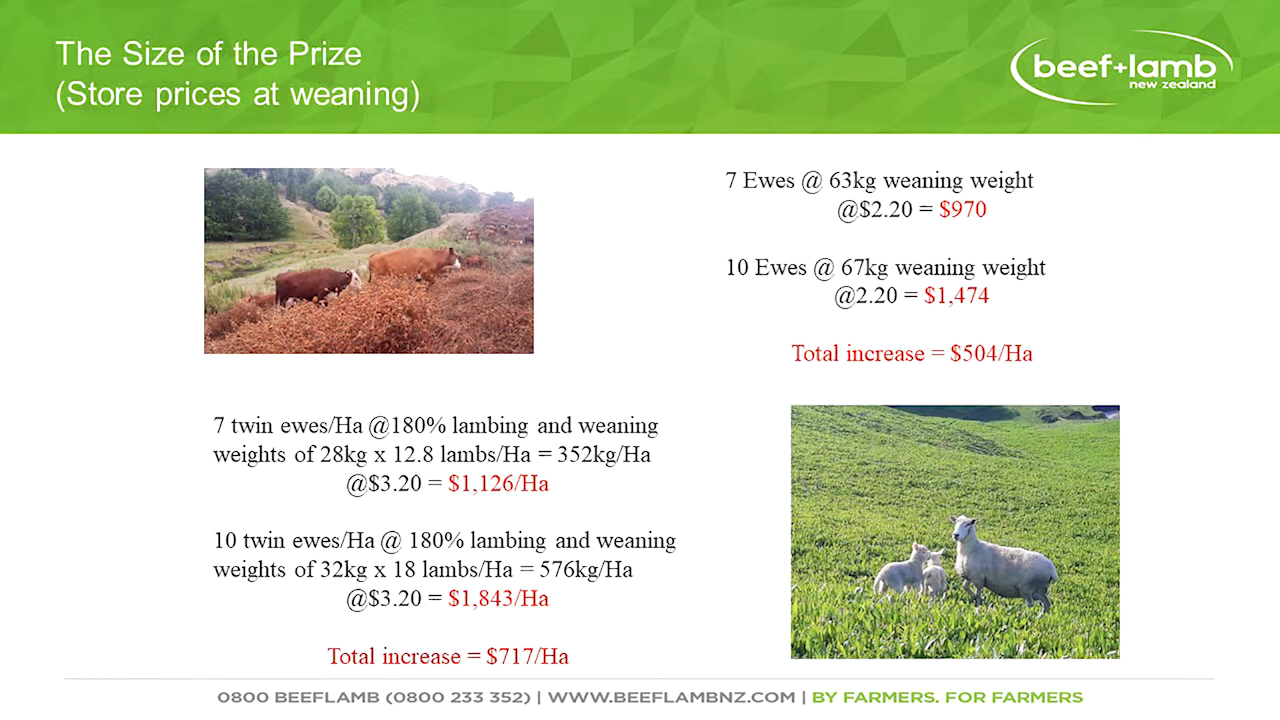 The Size of the Prize
(Store prices at weaning)
beef+lamb
new zealand
7 Ewes @ 63kg weaning weight
@$2.20 = $970
10 Ewes @ 67kg weaning weight
@2.20 = $1,474
Total increase = $504/Ha
7 twin ewes/Ha @180% lambing and weaning
weights of 28kg x 12.8 lambs/Ha = 352kg/Ha
@$3.20 = $1,126/Ha
10 twin ewes/Ha @ 180% lambing and weaning
weights of 32kg x 18 lambs/Ha = 576kg/Ha
@$3.20 = $1,843/Ha
Total increase = $717/Ha
0800 BEEFLAMB (0800 233 352) | WWW.BEEFLAMBNZ.COM | BY FARMERS. FOR FARMERS